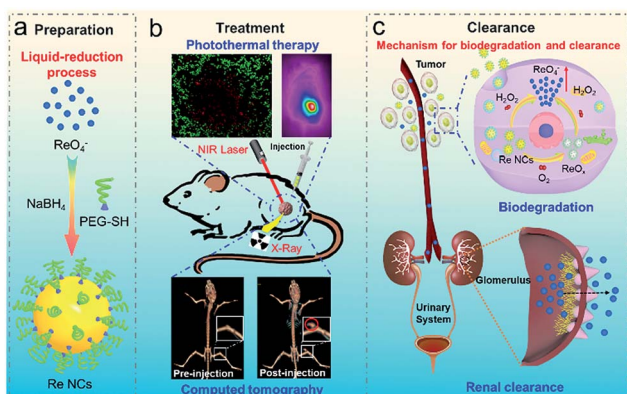 a
Preparation
Liquid-reduction
process
ReO₄⁻
NaBH₄
PEG-SH
Re NCs
b
Treatment
Photothermal therapy
Injection
NIR Laser
X-Ray
Pre-injection
Post-injection
Computed tomography
c
Clearance
Mechanism for biodegradation and clearance
Tumor
ReO₄⁻
H₂O₂
H₂O₂
Re NCs
ReOₓ
O₂
Biodegradation
Glomerulus
Urinary
System
Renal clearance